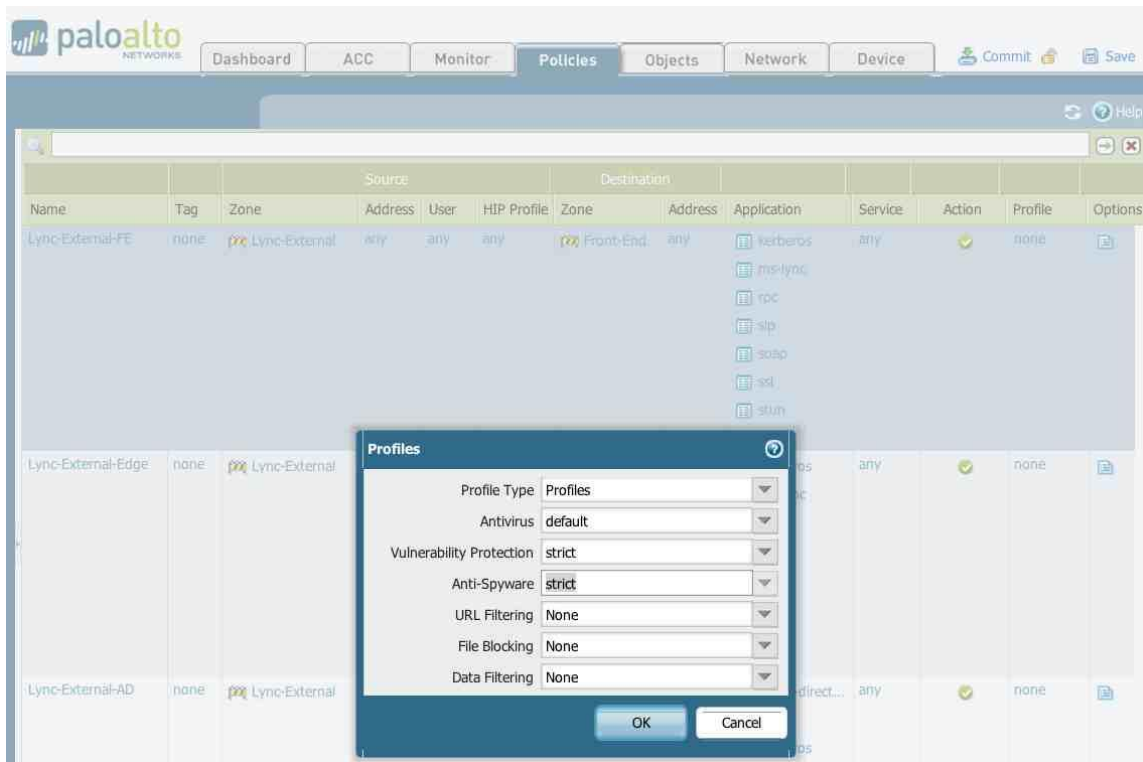 paloalto
NETWORKS
Dashboard ACC Monitor Policies Objects Network Device Commit Save
Help
Source Destination
Name Tag Zone Address User HIP Profile Zone Address Application Service Action Profile Options
Lync-External-FE none Lync-External any any any Front-End any kerberos any none
ms-lync
rpc
sip
soap
ssl
stun
Lync-External-Edge none Lync-External os any none
nc
Lync-External-AD none Lync-External direct... any none
os
Profiles
Profile Type Profiles
Antivirus default
Vulnerability Protection strict
Anti-Spyware strict
URL Filtering None
File Blocking None
Data Filtering None
OK Cancel